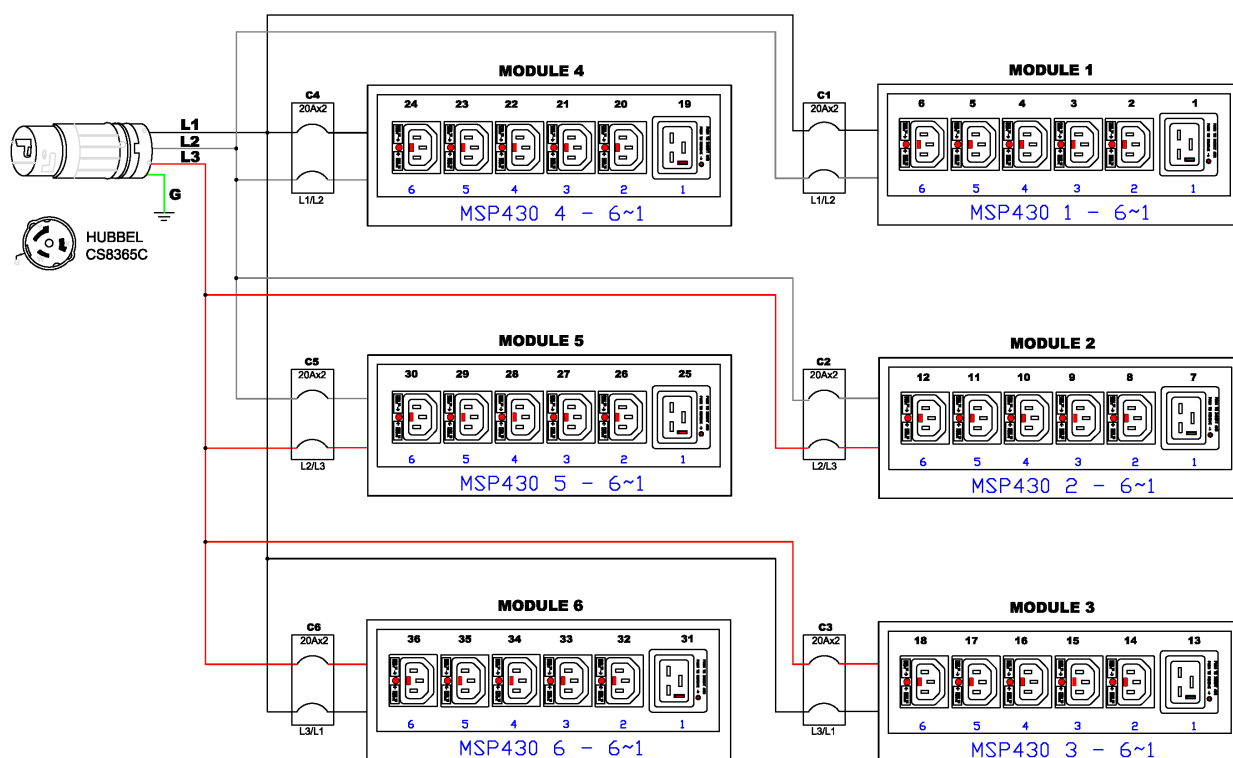 MODULE 4
MODULE 1
C4
20Ax2
24 23 22 21 20 19
6 5 4 3 2 1
L1/L2
MSP430 4 - 6~1
C1
20Ax2
6 5 4 3 2 1
6 5 4 3 2 1
L1/L2
MSP430 1 - 6~1
L1
L2
L3
G
HUBBEL
CS8365C
MODULE 5
MODULE 2
C5
20Ax2
30 29 28 27 26 25
6 5 4 3 2 1
L2/L3
MSP430 5 - 6~1
C2
20Ax2
12 11 10 9 8 7
6 5 4 3 2 1
L2/L3
MSP430 2 - 6~1
MODULE 6
MODULE 3
C6
20Ax2
36 35 34 33 32 31
6 5 4 3 2 1
L3/L1
MSP430 6 - 6~1
C3
20Ax2
18 17 16 15 14 13
6 5 4 3 2 1
L3/L1
MSP430 3 - 6~1